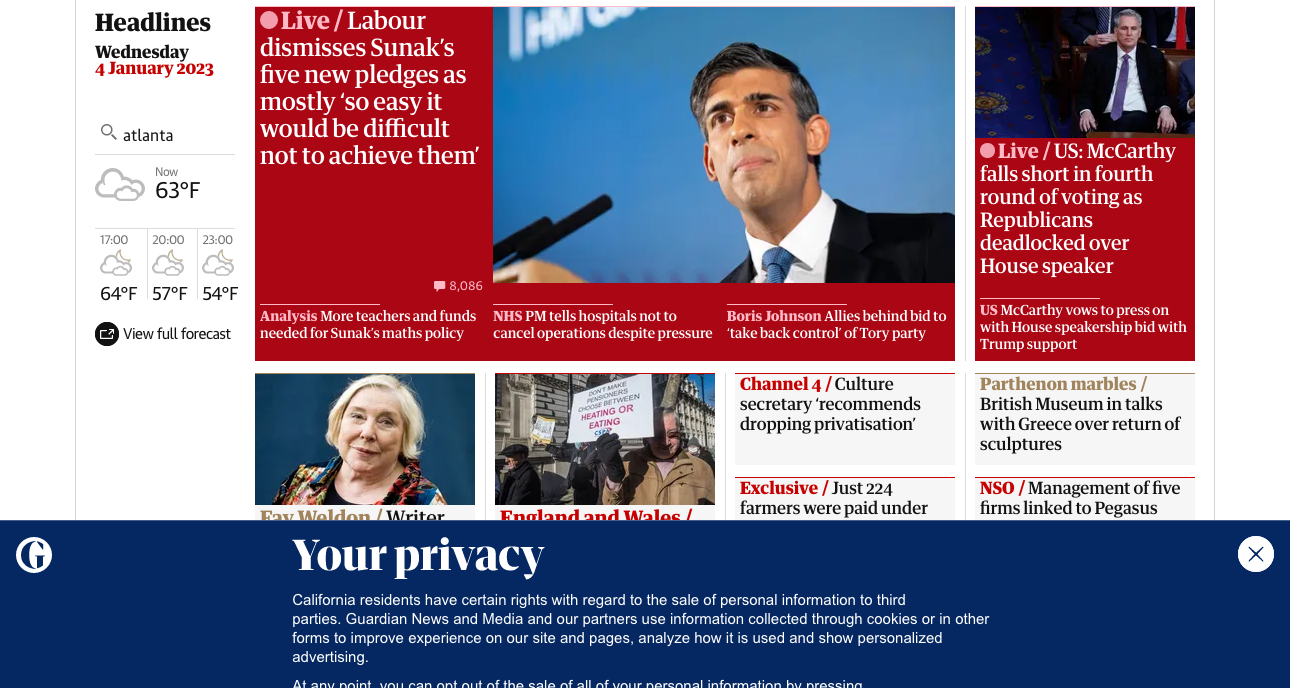 Headlines
Wednesday
4 January 2023
atlanta
Now
63°F
17:00
20:00
23:00
64°F
57°F
54°F
View full forecast
Live / Labour
dismisses Sunak’s
five new pledges as
mostly ‘so easy it
would be difficult
not to achieve them’
8,086
Analysis More teachers and funds
needed for Sunak’s maths policy
NHS PM tells hospitals not to
cancel operations despite pressure
Boris Johnson Allies behind bid to
‘take back control’ of Tory party
Live / US: McCarthy
falls short in fourth
round of voting as
Republicans
deadlocked over
House speaker
US McCarthy vows to press on
with House speakership bid with
Trump support
Fay Weldon / Writer
DON'T MAKE
PENSIONERS
CHOOSE BETWEEN
HEATING OR
EATING
England and Wales /
Channel 4 / Culture
secretary ‘recommends
dropping privatisation’
Exclusive / Just 224
farmers were paid under
Parthenon marbles /
British Museum in talks
with Greece over return of
sculptures
NSO / Management of five
firms linked to Pegasus
G
Your privacy
California residents have certain rights with regard to the sale of personal information to third
parties. Guardian News and Media and our partners use information collected through cookies or in other
forms to improve experience on our site and pages, analyze how it is used and show personalized
advertising.
At any point, you can opt out of the sale of all of your personal information by pressing